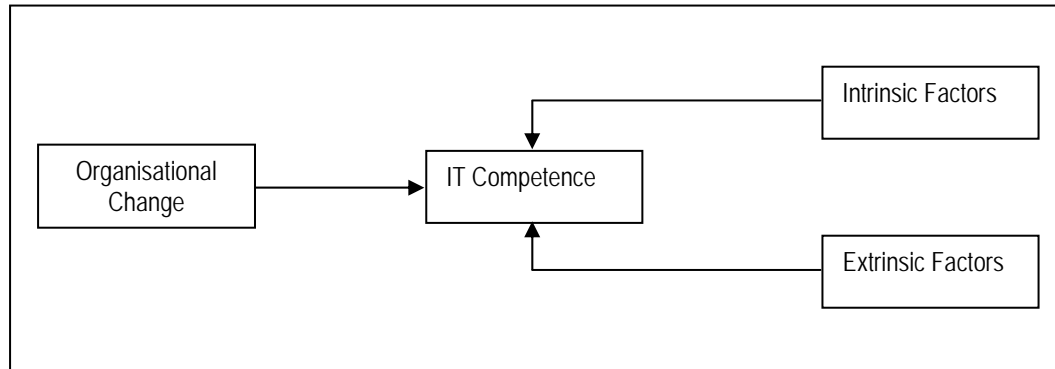 Intrinsic Factors
Organisational
Change
IT Competence
Extrinsic Factors